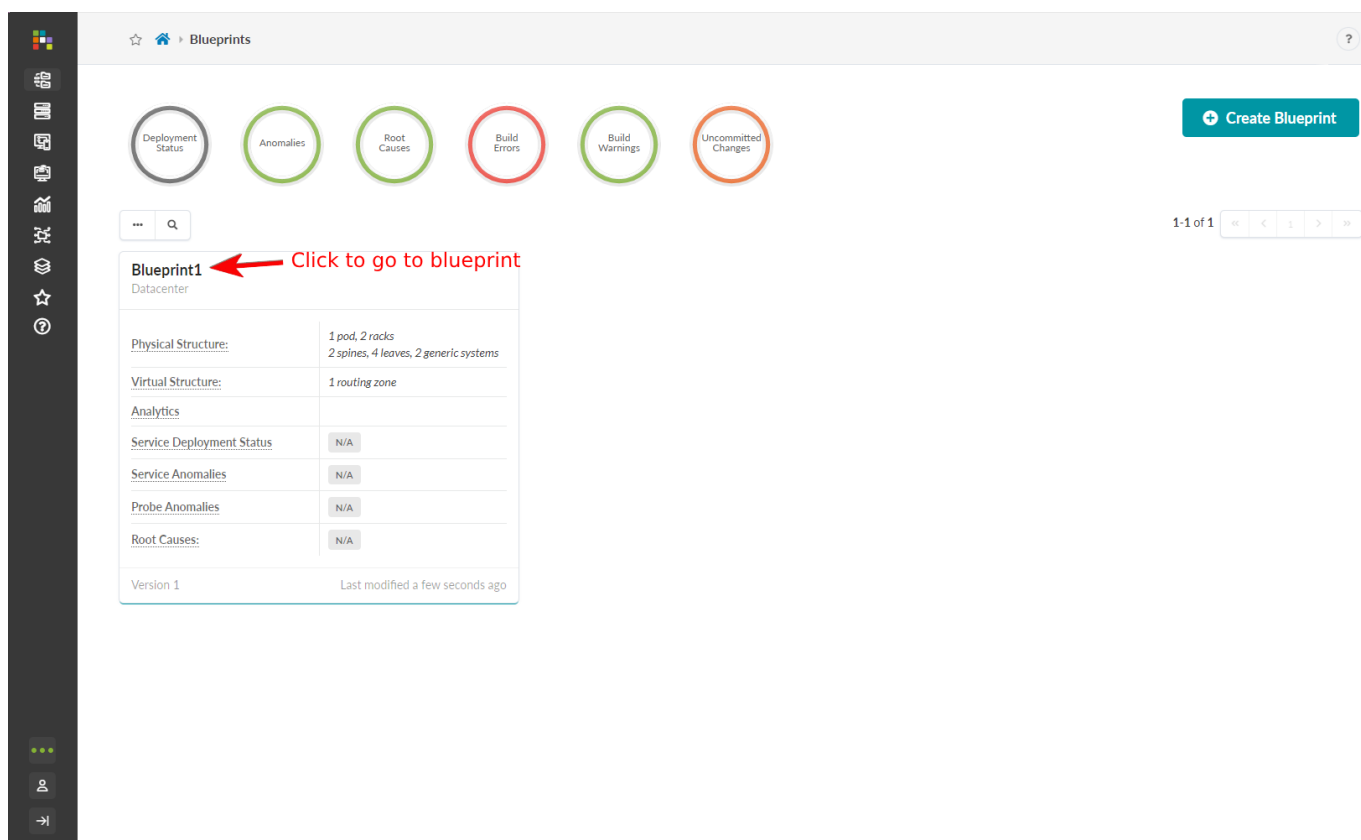 Blueprints
?
Deployment
Status
Anomalies
Root
Causes
Build
Errors
Build
Warnings
Uncommitted
Changes
Create Blueprint
1-1 of 1
« < 1 > »
Blueprint1
Click to go to blueprint
Datacenter
Physical Structure:
1 pod, 2 racks
2 spines, 4 leaves, 2 generic systems
Virtual Structure:
1 routing zone
Analytics
Service Deployment Status
N/A
Service Anomalies
N/A
Probe Anomalies
N/A
Root Causes:
N/A
Version 1
Last modified a few seconds ago